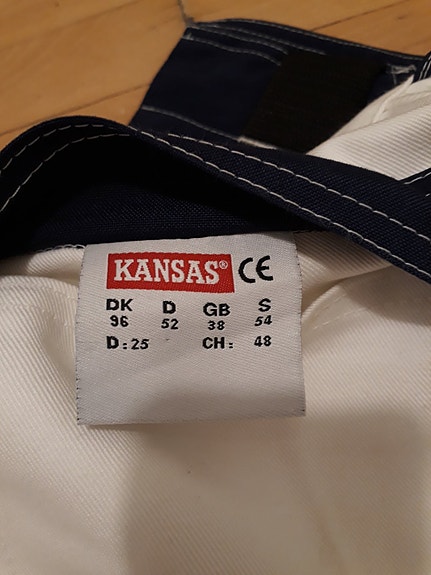 KANSAS® CE
DK D GB S
96 52 38 54
D: 25 CH: 48